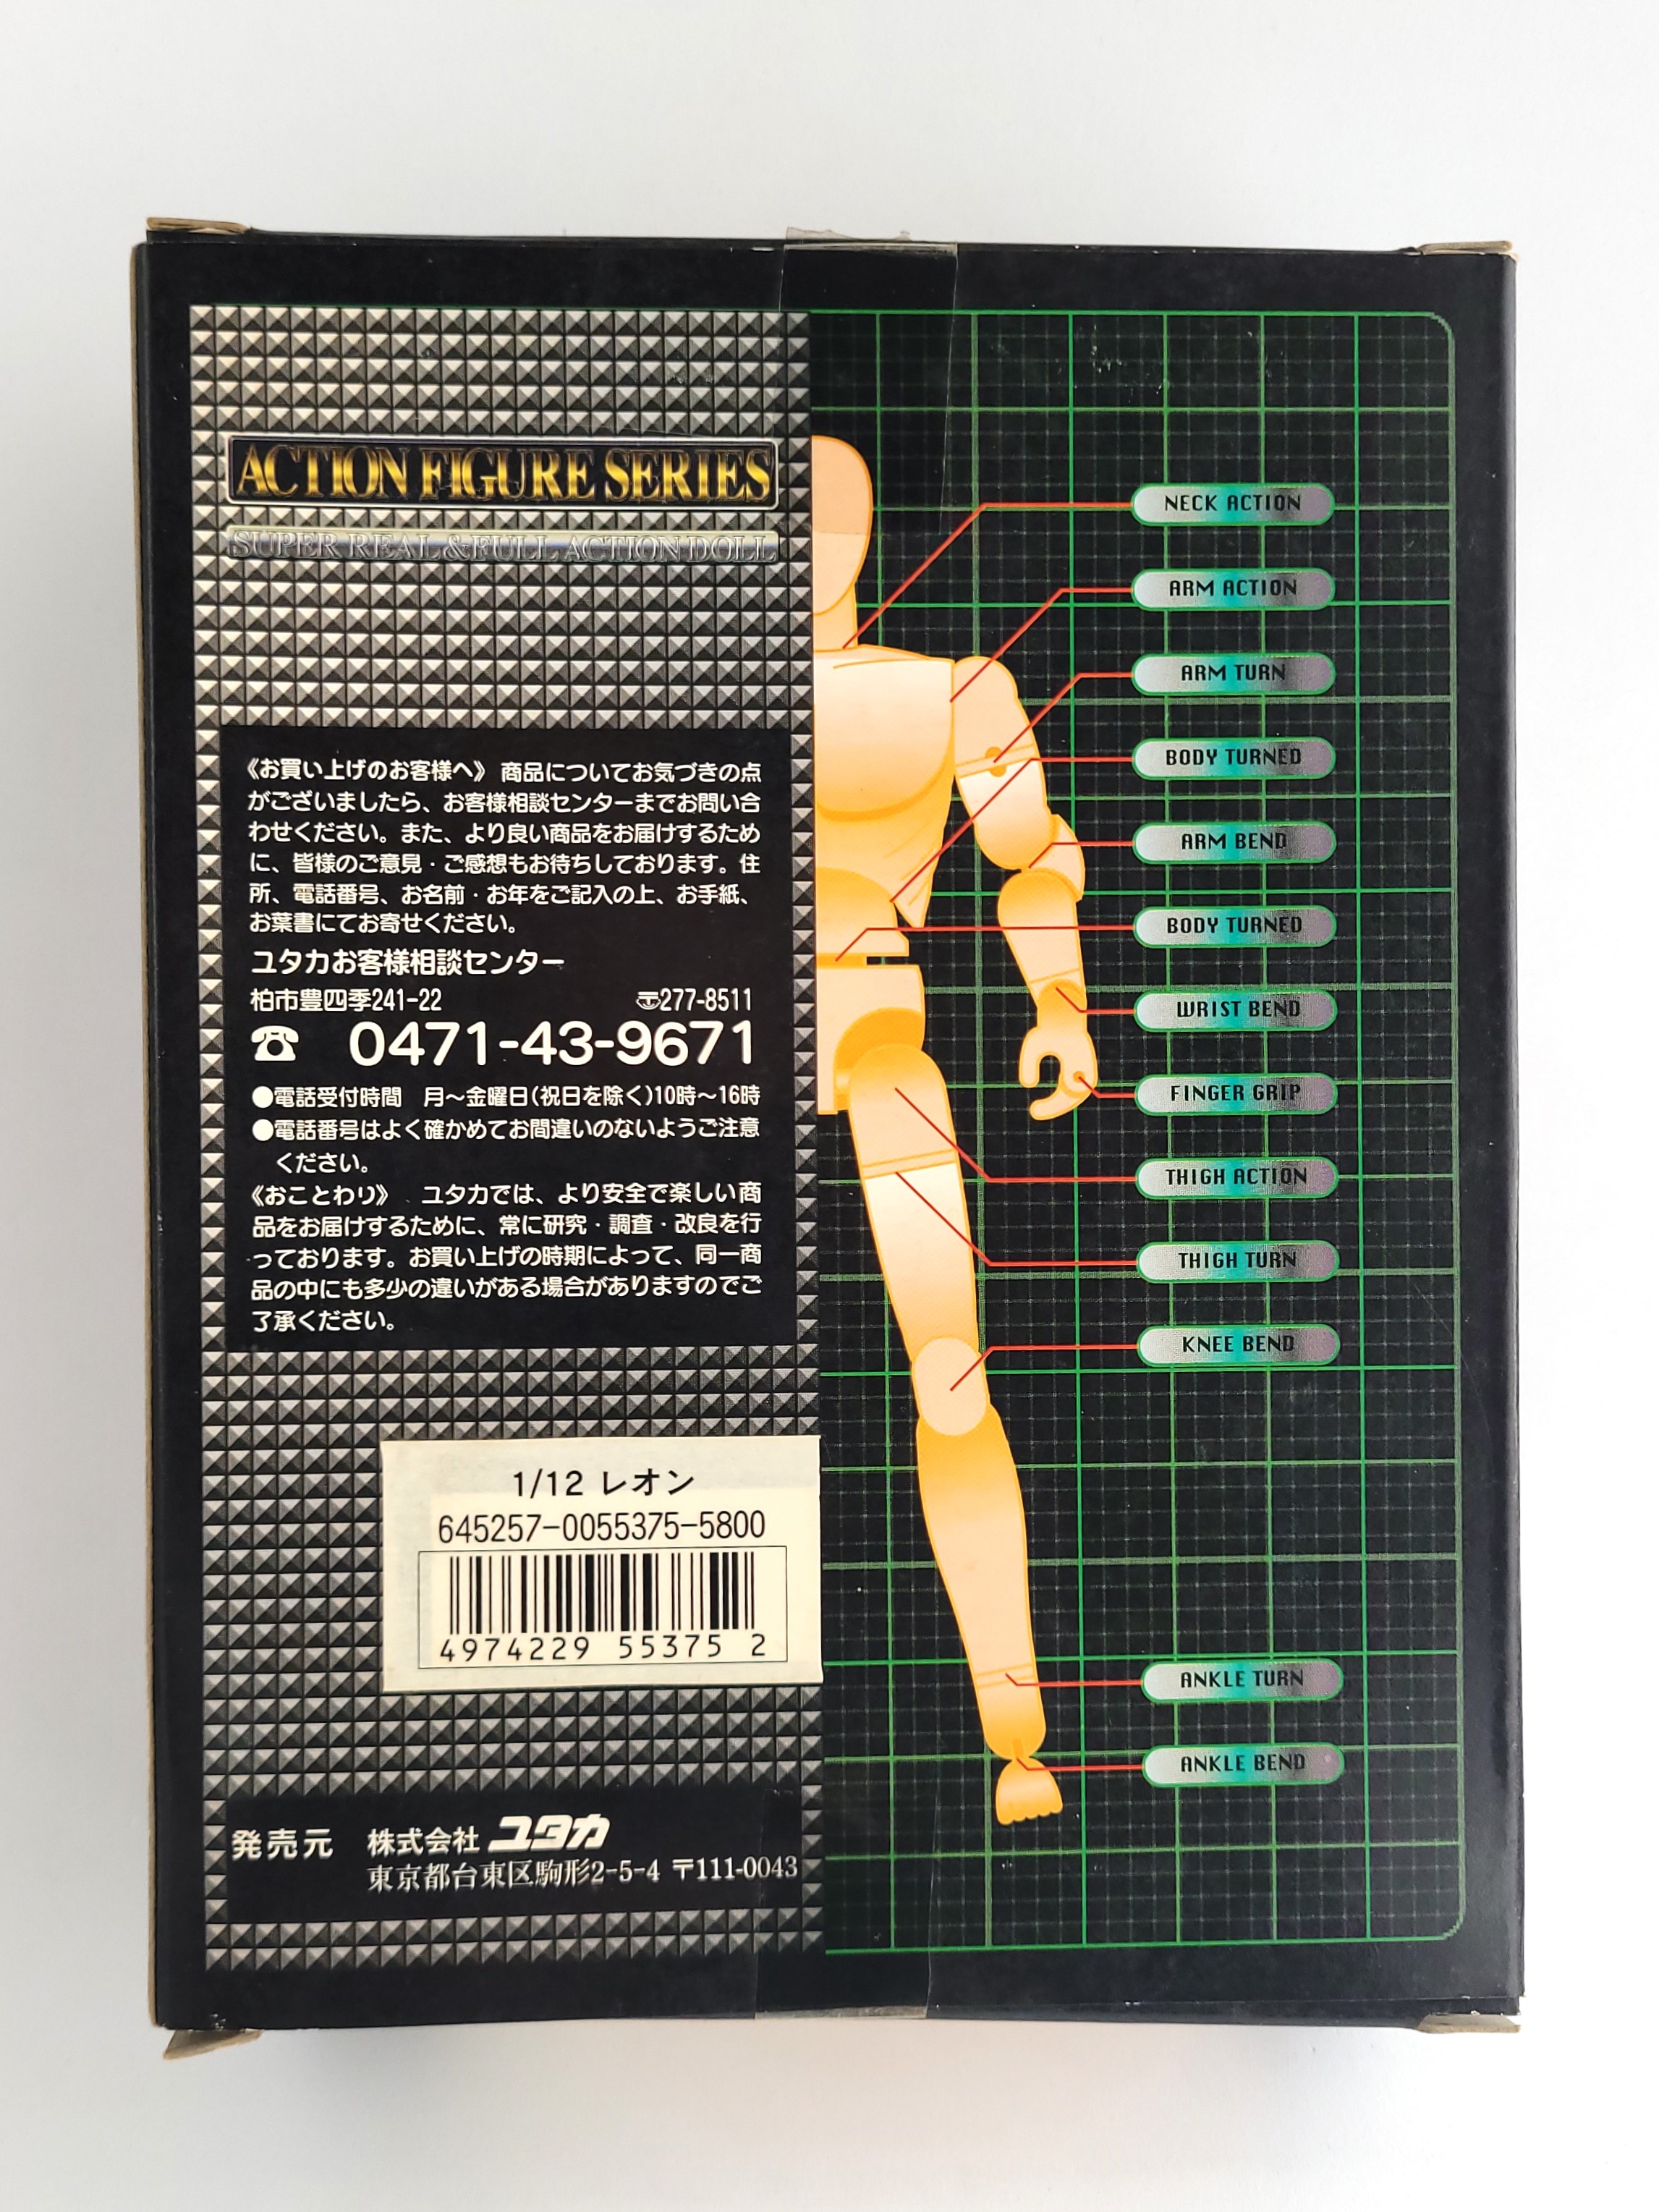 ACTION FIGURE SERIES
SUPER REAL & FULL ACTION DOLL
《お買い上げのお客様へ》 商品についてお気づきの点
がございましたら、お客様相談センターまでお問い合
わせください。また、より良い商品をお届けするため
に、皆様のご意見・ご感想もお待ちしております。住
所、電話番号、お名前・お年をご記入の上、お手紙、
お葉書にてお寄せください。
ユタカお客様相談センター
柏市豊四季241-22 〠277-8511
☎ 0471-43-9671
●電話受付時間 月〜金曜日(祝日を除く)10時〜16時
●電話番号はよく確かめてお間違いのないようご注意
ください。
《おことわり》 ユタカでは、より安全で楽しい商
品をお届けするために、常に研究・調査・改良を行
っております。お買い上げの時期によって、同一商
品の中にも多少の違いがある場合がありますのでご
了承ください。
1/12 レオン
645257-0055375-5800
4974229 55375 2
発売元 株式会社 ユタカ
東京都台東区駒形2-5-4 〒111-0043
NECK ACTION
ARM ACTION
ARM TURN
BODY TURNED
ARM BEND
BODY TURNED
WRIST BEND
FINGER GRIP
THIGH ACTION
THIGH TURN
KNEE BEND
ANKLE TURN
ANKLE BEND